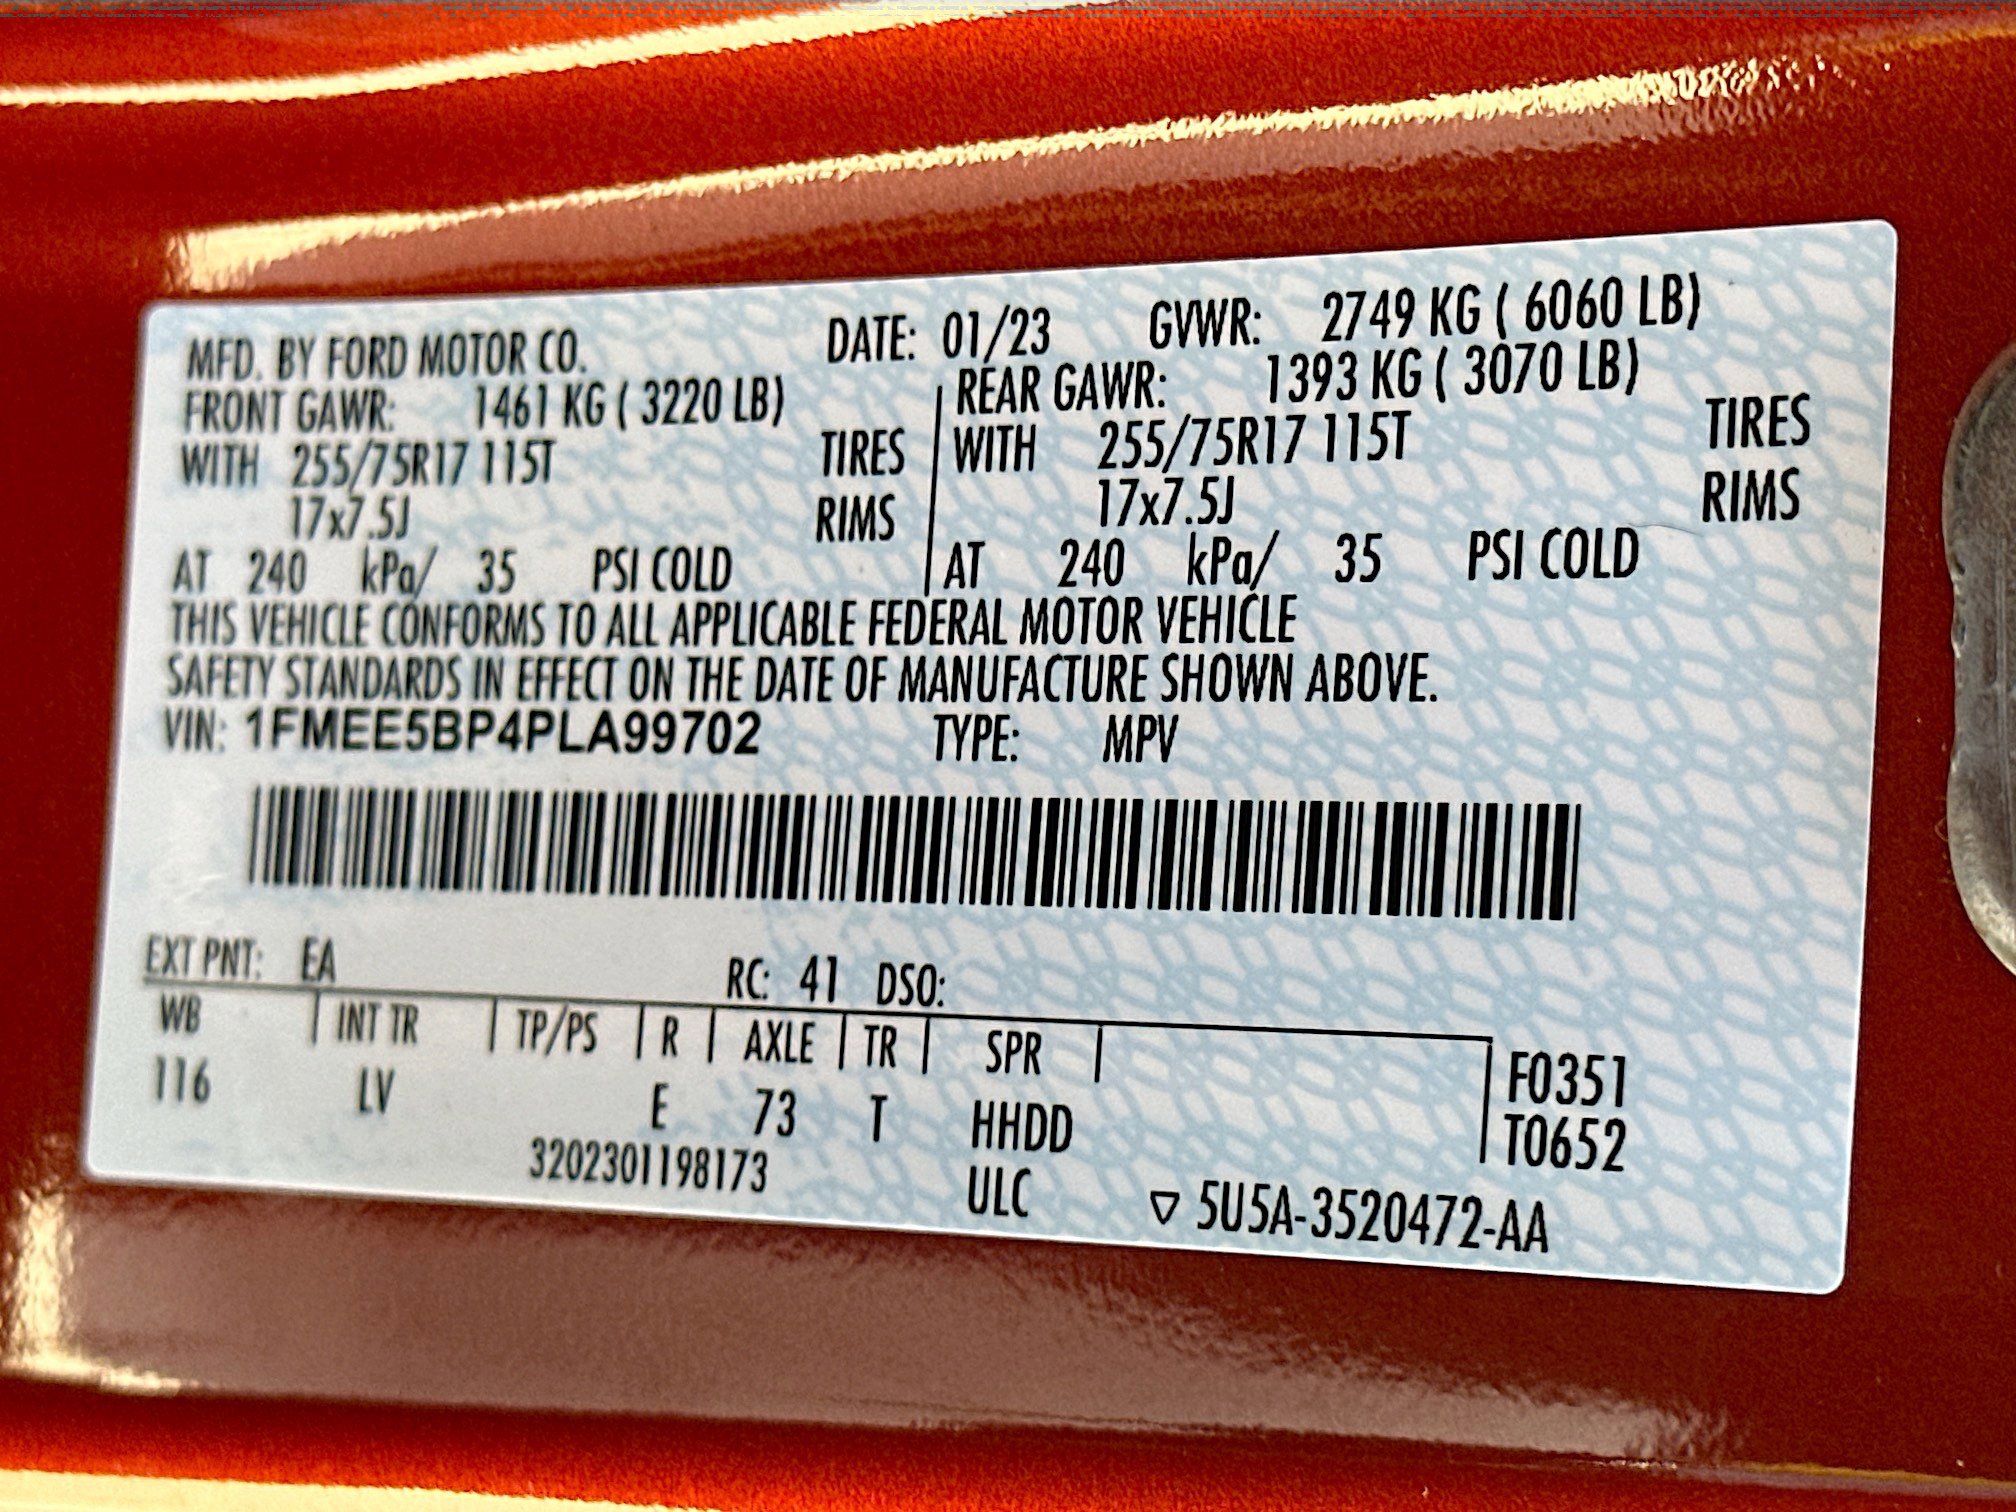 MFD. BY FORD MOTOR CO. DATE: 01/23 GVWR: 2749 KG ( 6060 LB)
FRONT GAWR: 1461 KG ( 3220 LB) REAR GAWR: 1393 KG ( 3070 LB)
WITH 255/75R17 115T TIRES WITH 255/75R17 115T TIRES
17x7.5J RIMS 17x7.5J RIMS
AT 240 kPa/ 35 PSI COLD AT 240 kPa/ 35 PSI COLD
THIS VEHICLE CONFORMS TO ALL APPLICABLE FEDERAL MOTOR VEHICLE
SAFETY STANDARDS IN EFFECT ON THE DATE OF MANUFACTURE SHOWN ABOVE.
VIN: 1FMEE5BP4PLA99702 TYPE: MPV
EXT PNT: EA RC: 41 DSO:
WB INT TR TP/PS R AXLE TR SPR F0351
116 LV E 73 T HHDD T0652
3202301198173 ULC ▽ 5U5A-3520472-AA